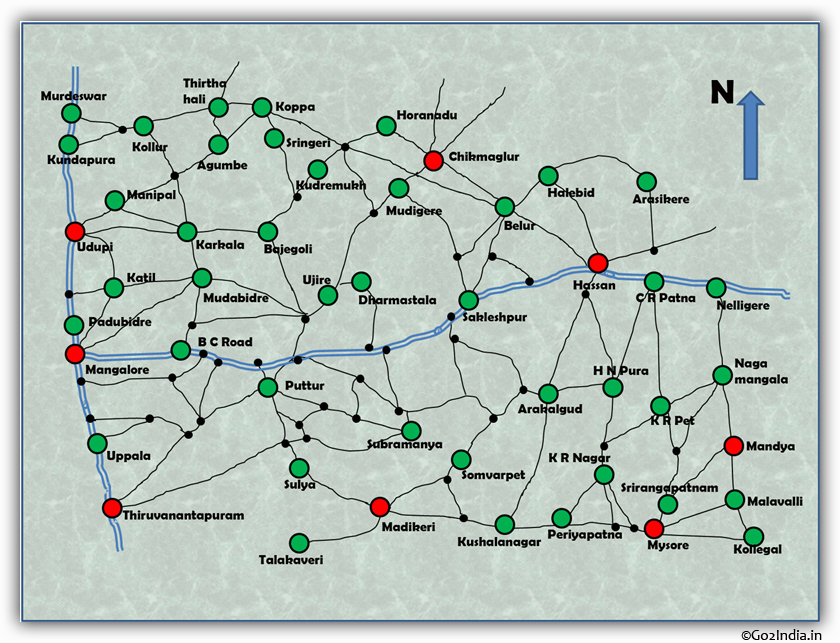 N
Murdeswar
Thirtha
hali
Koppa
Horanadu
Kundapura
Kollur
Agumbe
Sringeri
Chikmaglur
Kudremukh
Mudigere
Manipal
Halebid
Arasikere
Belur
Udupi
Karkala
Bajegoli
Katil
Mudabidre
Ujire
Dharmastala
Hassan
C R Patna
Nelligere
Padubidre
Sakleshpur
B C Road
Mangalore
Puttur
H N Pura
Naga
mangala
Arakalgud
K R Pet
Uppala
Subramanya
Mandya
Somvarpet
K R Nagar
Sulya
Srirangapatnam
Malavalli
Thiruvanantapuram
Madikeri
Kushalanagar
Periyapatna
Mysore
Kollegal
Talakaveri
©Go2India.in